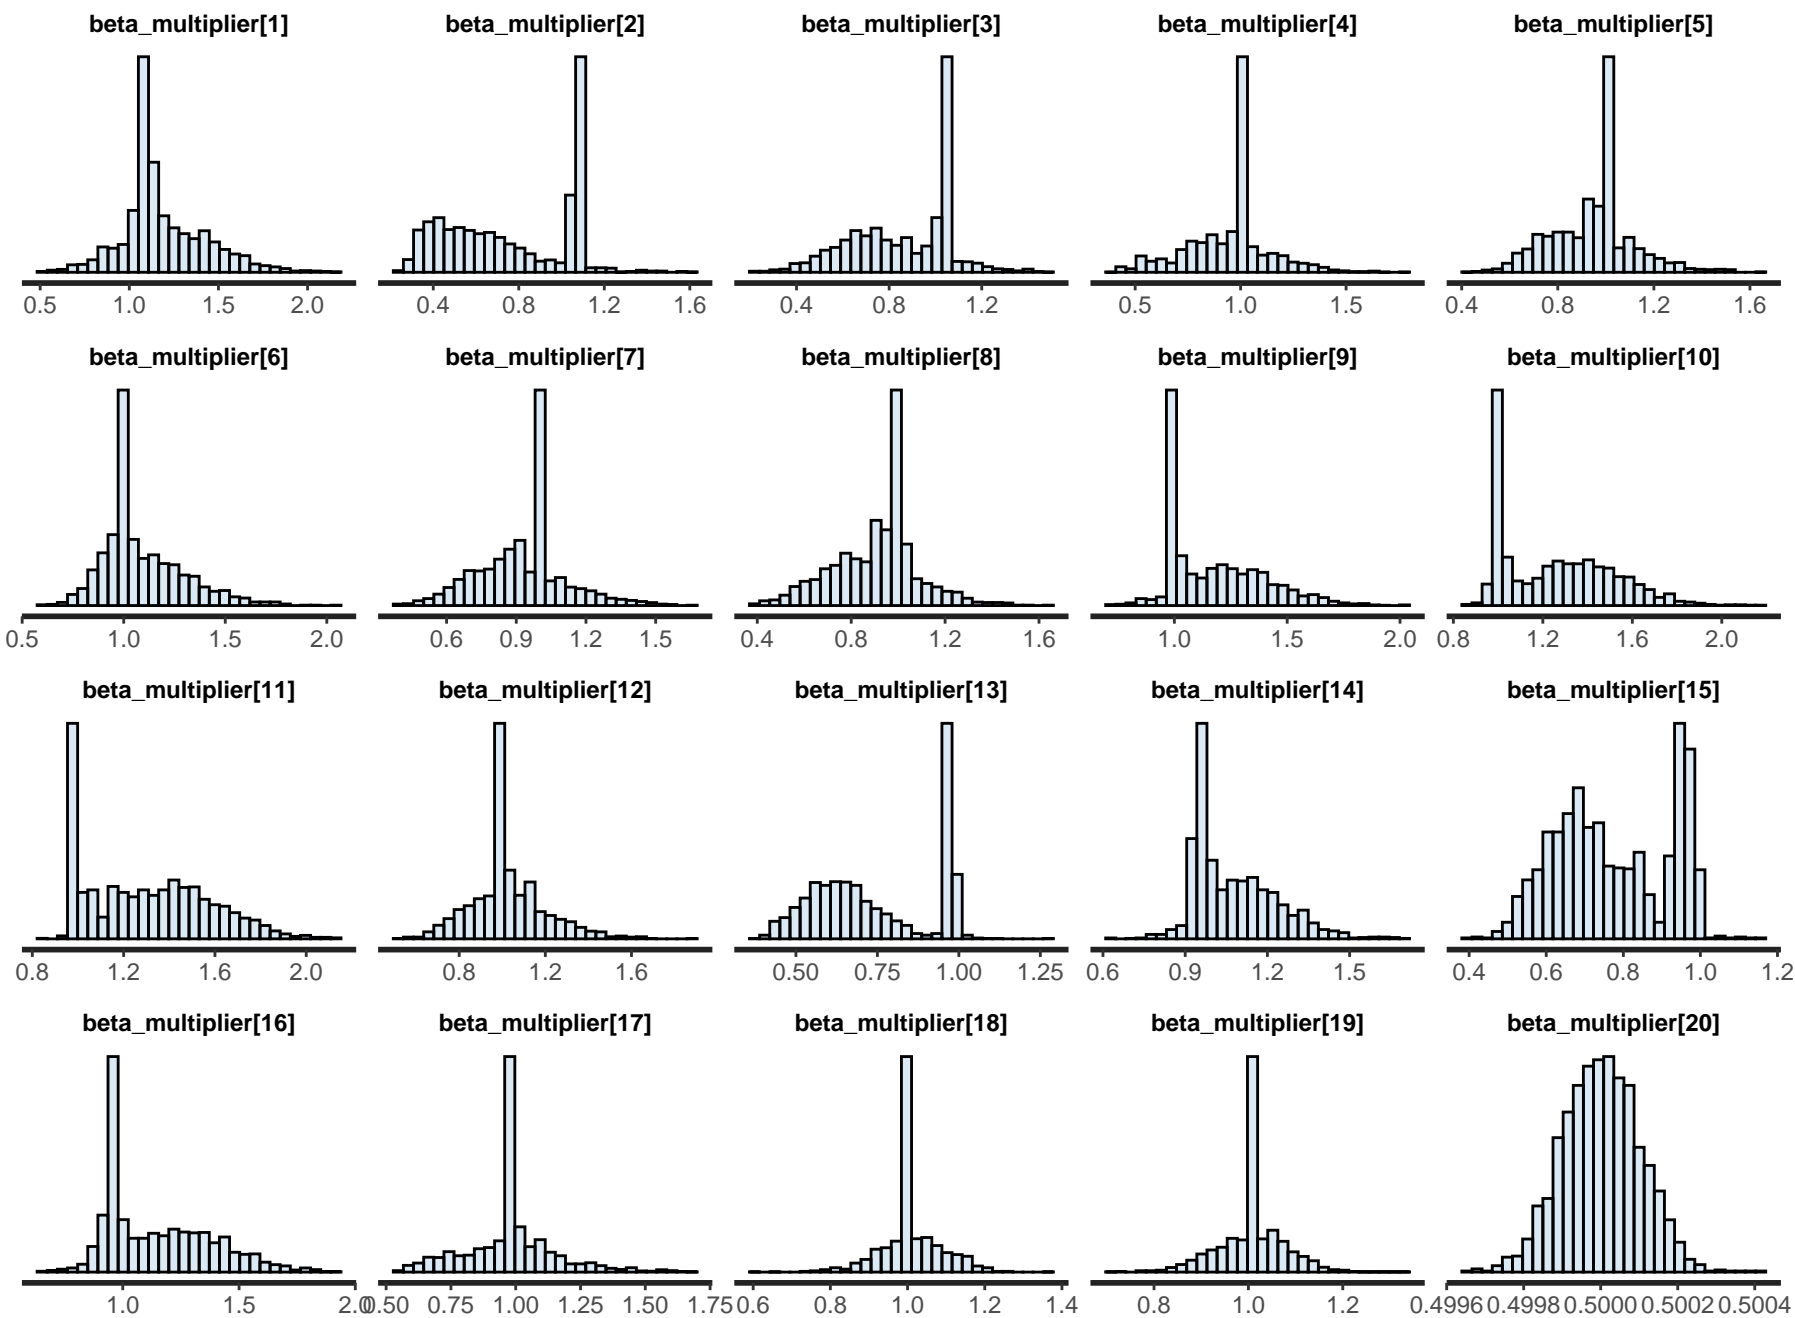 beta_multiplier[1] beta_multiplier[2] beta_multiplier[3] beta_multiplier[4] beta_multiplier[5]
0.5 1.0 1.5 2.0 0.4 0.8 1.2 1.6 0.4 0.8 1.2 0.5 1.0 1.5 0.4 0.8 1.2 1.6
beta_multiplier[6] beta_multiplier[7] beta_multiplier[8] beta_multiplier[9] beta_multiplier[10]
0.5 1.0 1.5 2.0 0.6 0.9 1.2 1.5 0.4 0.8 1.2 1.6 1.0 1.5 2.0 0.8 1.2 1.6 2.0
beta_multiplier[11] beta_multiplier[12] beta_multiplier[13] beta_multiplier[14] beta_multiplier[15]
0.8 1.2 1.6 2.0 0.8 1.2 1.6 0.50 0.75 1.00 1.25 0.6 0.9 1.2 1.5 0.4 0.6 0.8 1.0 1.2
beta_multiplier[16] beta_multiplier[17] beta_multiplier[18] beta_multiplier[19] beta_multiplier[20]
1.0 1.5 2.0 0.50 0.75 1.00 1.25 1.50 1.75 0.6 0.8 1.0 1.2 1.4 0.8 1.0 1.2 0.4996 0.4998 0.5000 0.5002 0.5004